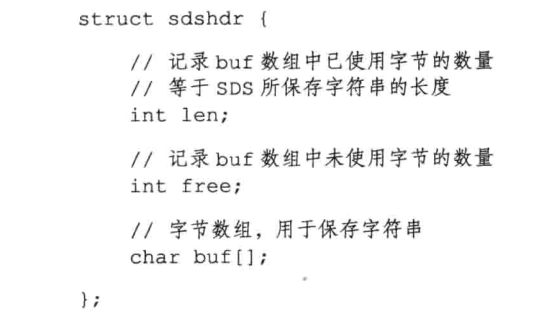 struct sdshdr {
// 记录 buf 数组中已使用字节的数量
// 等于 SDS 所保存字符串的长度
int len;
// 记录 buf 数组中未使用字节的数量
int free;
// 字节数组，用于保存字符串
char buf[];
};